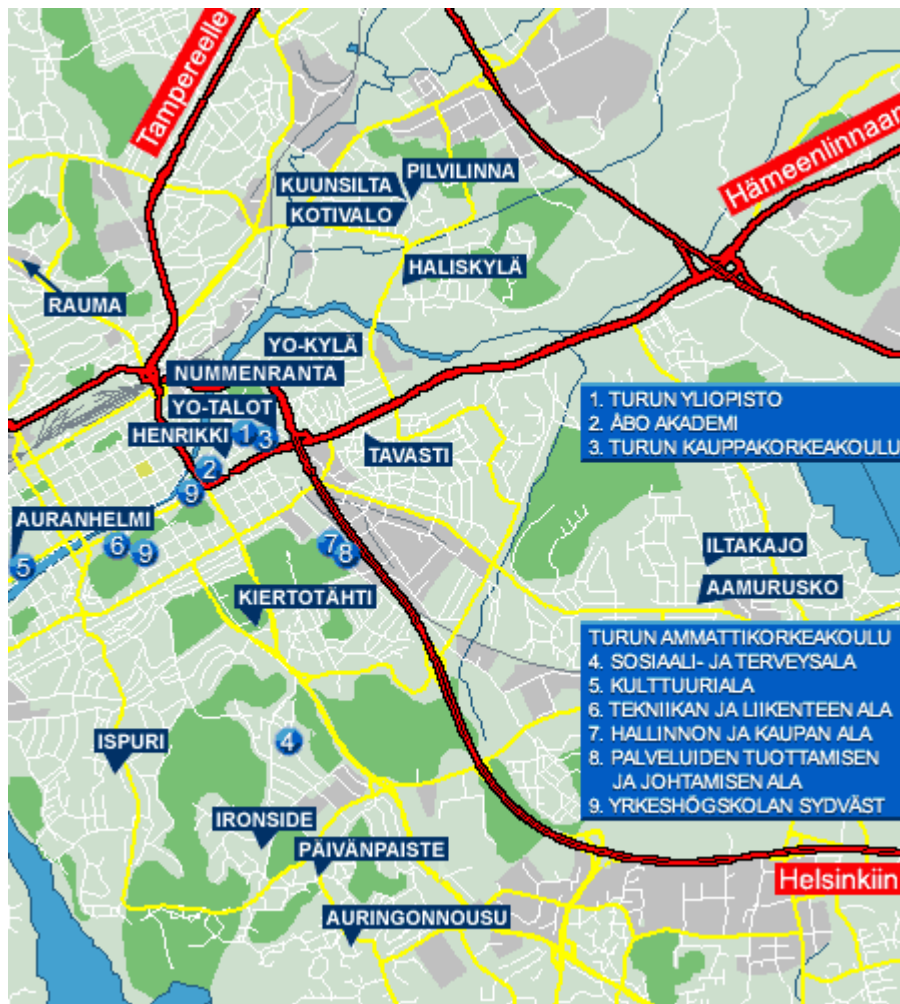 Tampereelle
Hämeenlinnaan
PILVILINNA
KUUNSILTA
KOTIVALO
HALISKYLÄ
RAUMA
YO-KYLÄ
NUMMENRANTA
YO-TALOT
HENRIKKI
1
3
2
9
TAVASTI
1. TURUN YLIOPISTO
2. ÅBO AKADEMI
3. TURUN KAUPPAKORKEAKOULU
AURANHELMI
5
6
9
7
8
ILTAKAJO
AAMURUSKO
KIERTOTÄHTI
TURUN AMMATTIKORKEAKOULU
4. SOSIAALI- JA TERVEYSALA
5. KULTTUURIALA
6. TEKNIIKAN JA LIIKENTEEN ALA
7. HALLINNON JA KAUPAN ALA
8. PALVELUIDEN TUOTTAMISEN
JA JOHTAMISEN ALA
9. YRKESHÖGSKOLAN SYDVÄST
ISPURI
4
IRONSIDE
PÄIVÄNPAISTE
Helsinkiin
AURINGONNOUSU